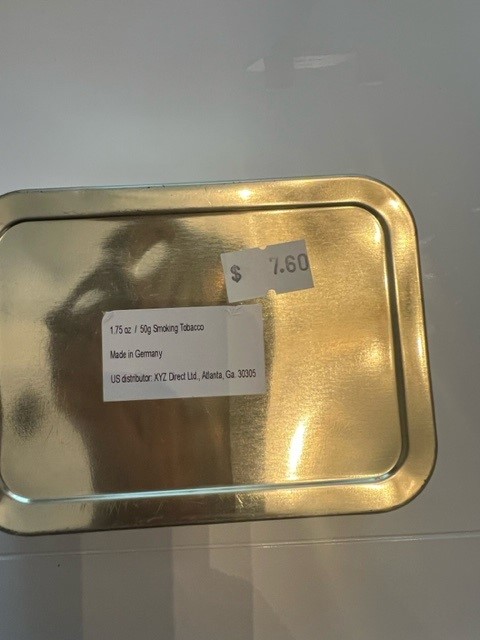 $ 7.60
1.75 oz / 50g Smoking Tobacco
Made in Germany
US distributor: XYZ Direct Ltd., Atlanta, Ga. 30305